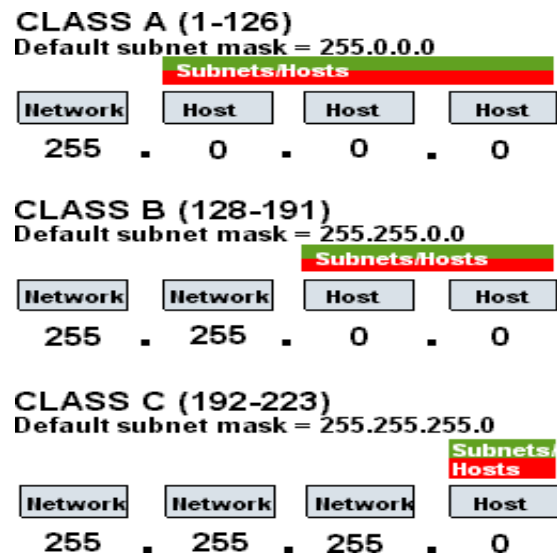 CLASS A (1-126)
Default subnet mask = 255.0.0.0
Subnets/Hosts
Network Host Host Host
255 . 0 . 0 . 0
CLASS B (128-191)
Default subnet mask = 255.255.0.0
Subnets/Hosts
Network Network Host Host
255 . 255 . 0 . 0
CLASS C (192-223)
Default subnet mask = 255.255.255.0
Subnets/
Hosts
Network Network Network Host
255 . 255 . 255 . 0